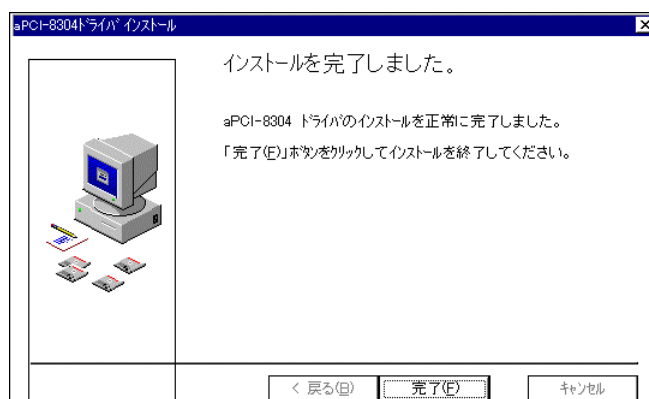 aPCI-8304ﾄﾞﾗｲﾊﾞ ｲﾝｽﾄｰﾙ
ｲﾝｽﾄｰﾙを完了しました。
aPCI-8304 ﾄﾞﾗｲﾊﾞのｲﾝｽﾄｰﾙを正常に完了しました。
「完了(F)」ﾎﾞﾀﾝをｸﾘｯｸしてｲﾝｽﾄｰﾙを終了してください。
< 戻る(B)
完了(F)
ｷｬﾝｾﾙ